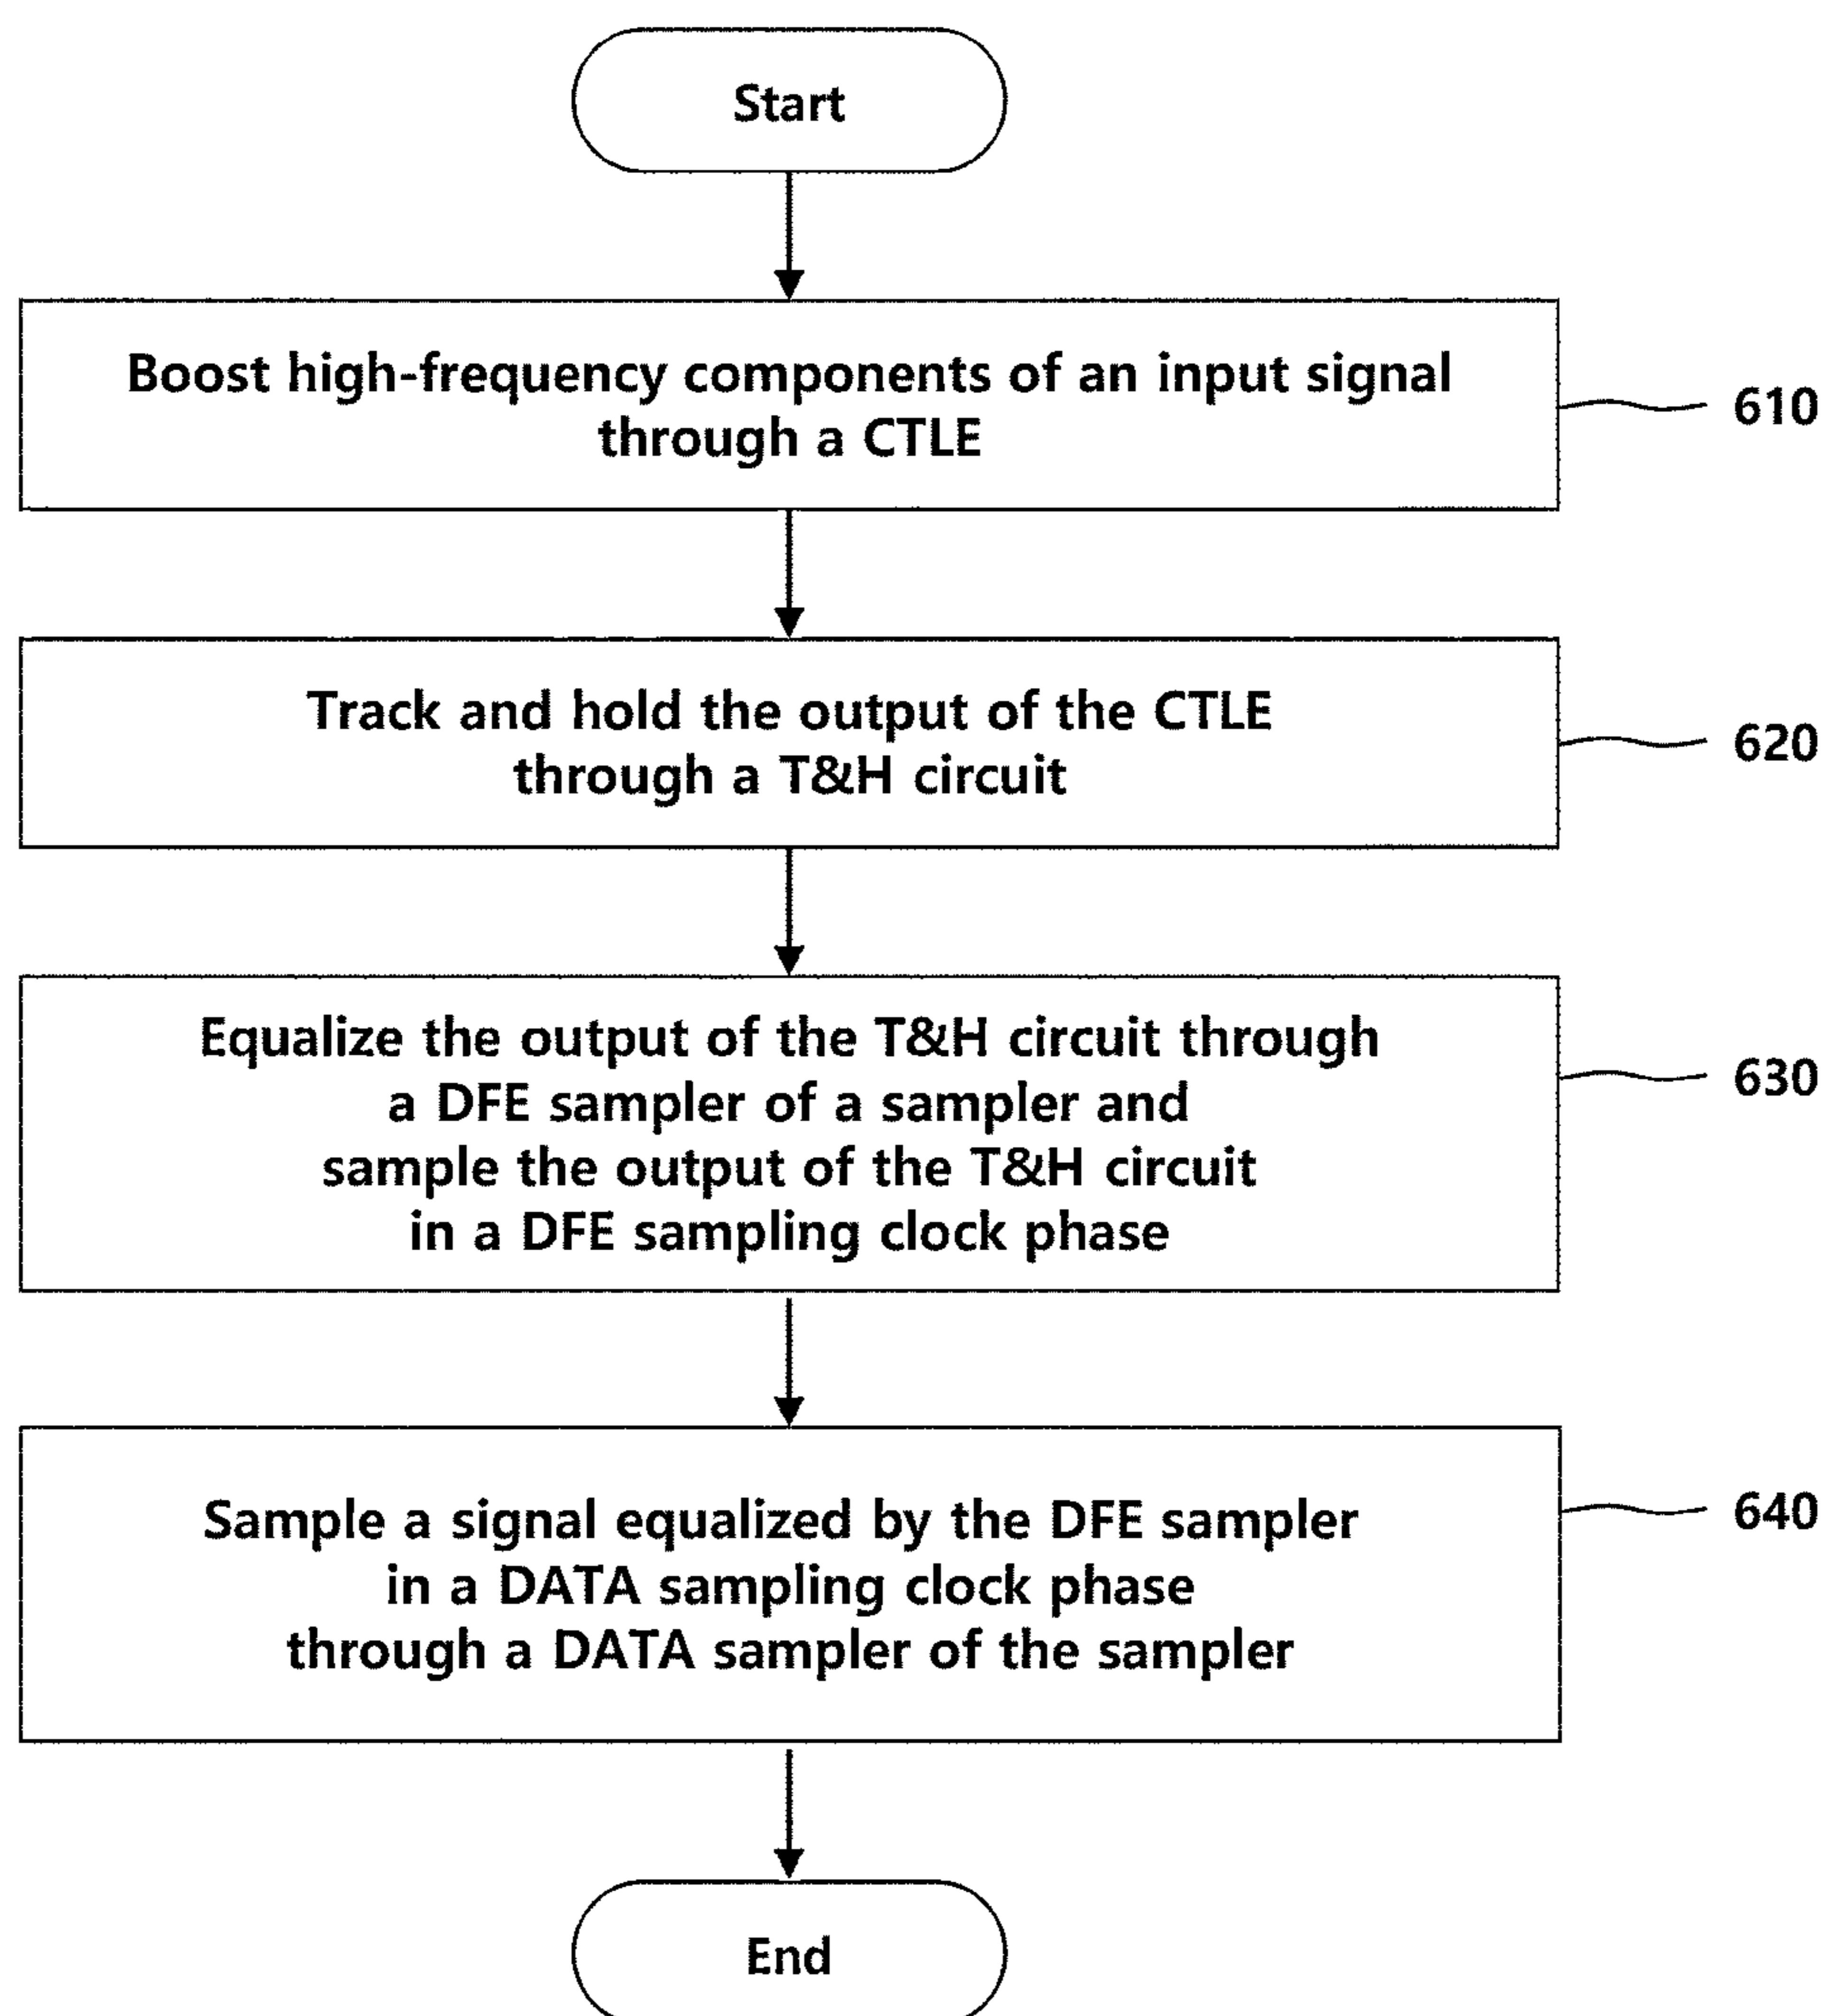 Start
Boost high-frequency components of an input signal
through a CTLE
610
Track and hold the output of the CTLE
through a T&H circuit
620
Equalize the output of the T&H circuit through
a DFE sampler of a sampler and
sample the output of the T&H circuit
in a DFE sampling clock phase
630
Sample a signal equalized by the DFE sampler
in a DATA sampling clock phase
through a DATA sampler of the sampler
640
End